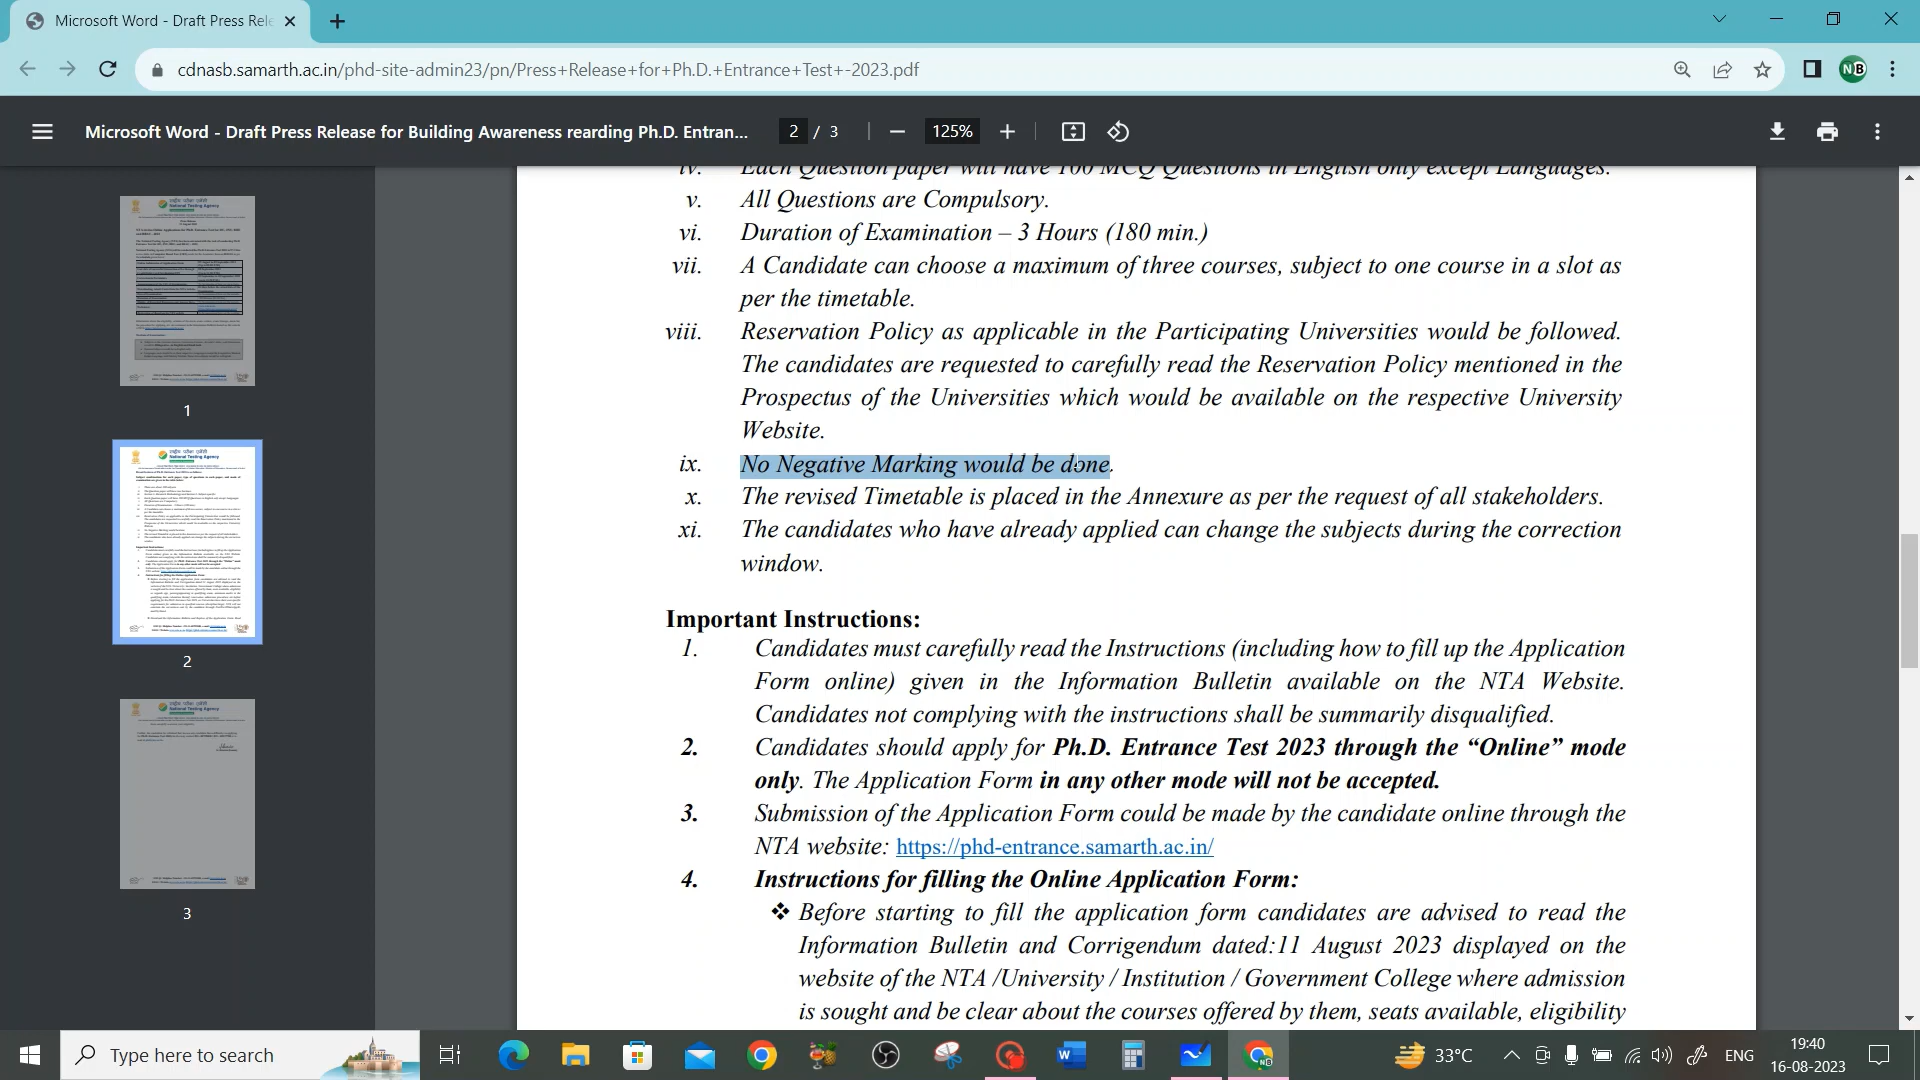 Microsoft Word - Draft Press Rele
cdnasb.samarth.ac.in/phd-site-admin23/pn/Press+Release+for+Ph.D.+Entrance+Test+-2023.pdf
NB
Microsoft Word - Draft Press Release for Building Awareness rearding Ph.D. Entran...
2 / 3
125%
iv. Each Question paper will have 100 MCQ Questions in English only except Languages.
v. All Questions are Compulsory.
vi. Duration of Examination – 3 Hours (180 min.)
vii. A Candidate can choose a maximum of three courses, subject to one course in a slot as
per the timetable.
viii. Reservation Policy as applicable in the Participating Universities would be followed.
The candidates are requested to carefully read the Reservation Policy mentioned in the
Prospectus of the Universities which would be available on the respective University
Website.
ix. No Negative Marking would be done.
x. The revised Timetable is placed in the Annexure as per the request of all stakeholders.
xi. The candidates who have already applied can change the subjects during the correction
window.
Important Instructions:
1. Candidates must carefully read the Instructions (including how to fill up the Application
Form online) given in the Information Bulletin available on the NTA Website.
Candidates not complying with the instructions shall be summarily disqualified.
2. Candidates should apply for Ph.D. Entrance Test 2023 through the “Online” mode
only. The Application Form in any other mode will not be accepted.
3. Submission of the Application Form could be made by the candidate online through the
NTA website: https://phd-entrance.samarth.ac.in/
4. Instructions for filling the Online Application Form:
❖ Before starting to fill the application form candidates are advised to read the
Information Bulletin and Corrigendum dated:11 August 2023 displayed on the
website of the NTA /University / Institution / Government College where admission
is sought and be clear about the courses offered by them, seats available, eligibility
1
2
3
Type here to search
33°C
ENG
19:40
16-08-2023